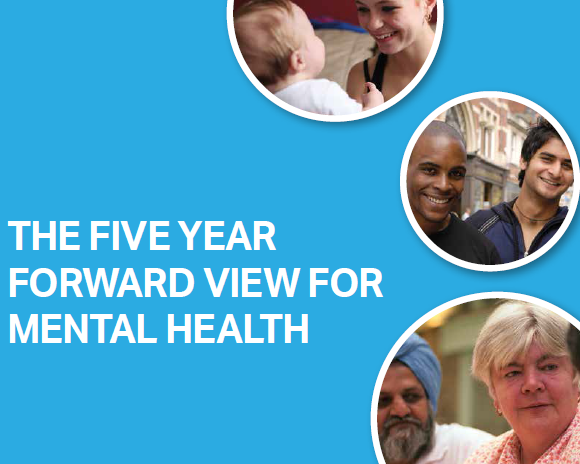 THE FIVE YEAR
FORWARD VIEW FOR
MENTAL HEALTH